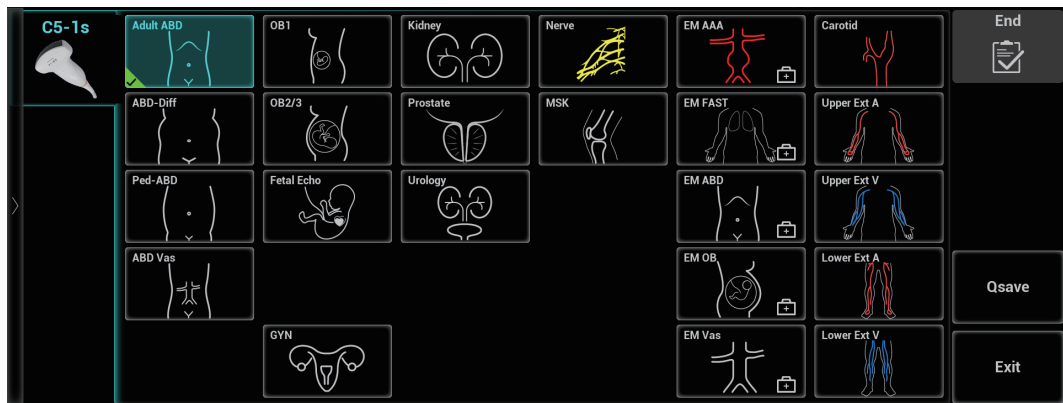 C5-1s
Adult ABD
OB1
Kidney
Nerve
EM AAA
Carotid
End
ABD-Diff
OB2/3
Prostate
MSK
EM FAST
Upper Ext A
Ped-ABD
Fetal Echo
Urology
EM ABD
Upper Ext V
ABD Vas
EM OB
Lower Ext A
Qsave
GYN
EM Vas
Lower Ext V
Exit